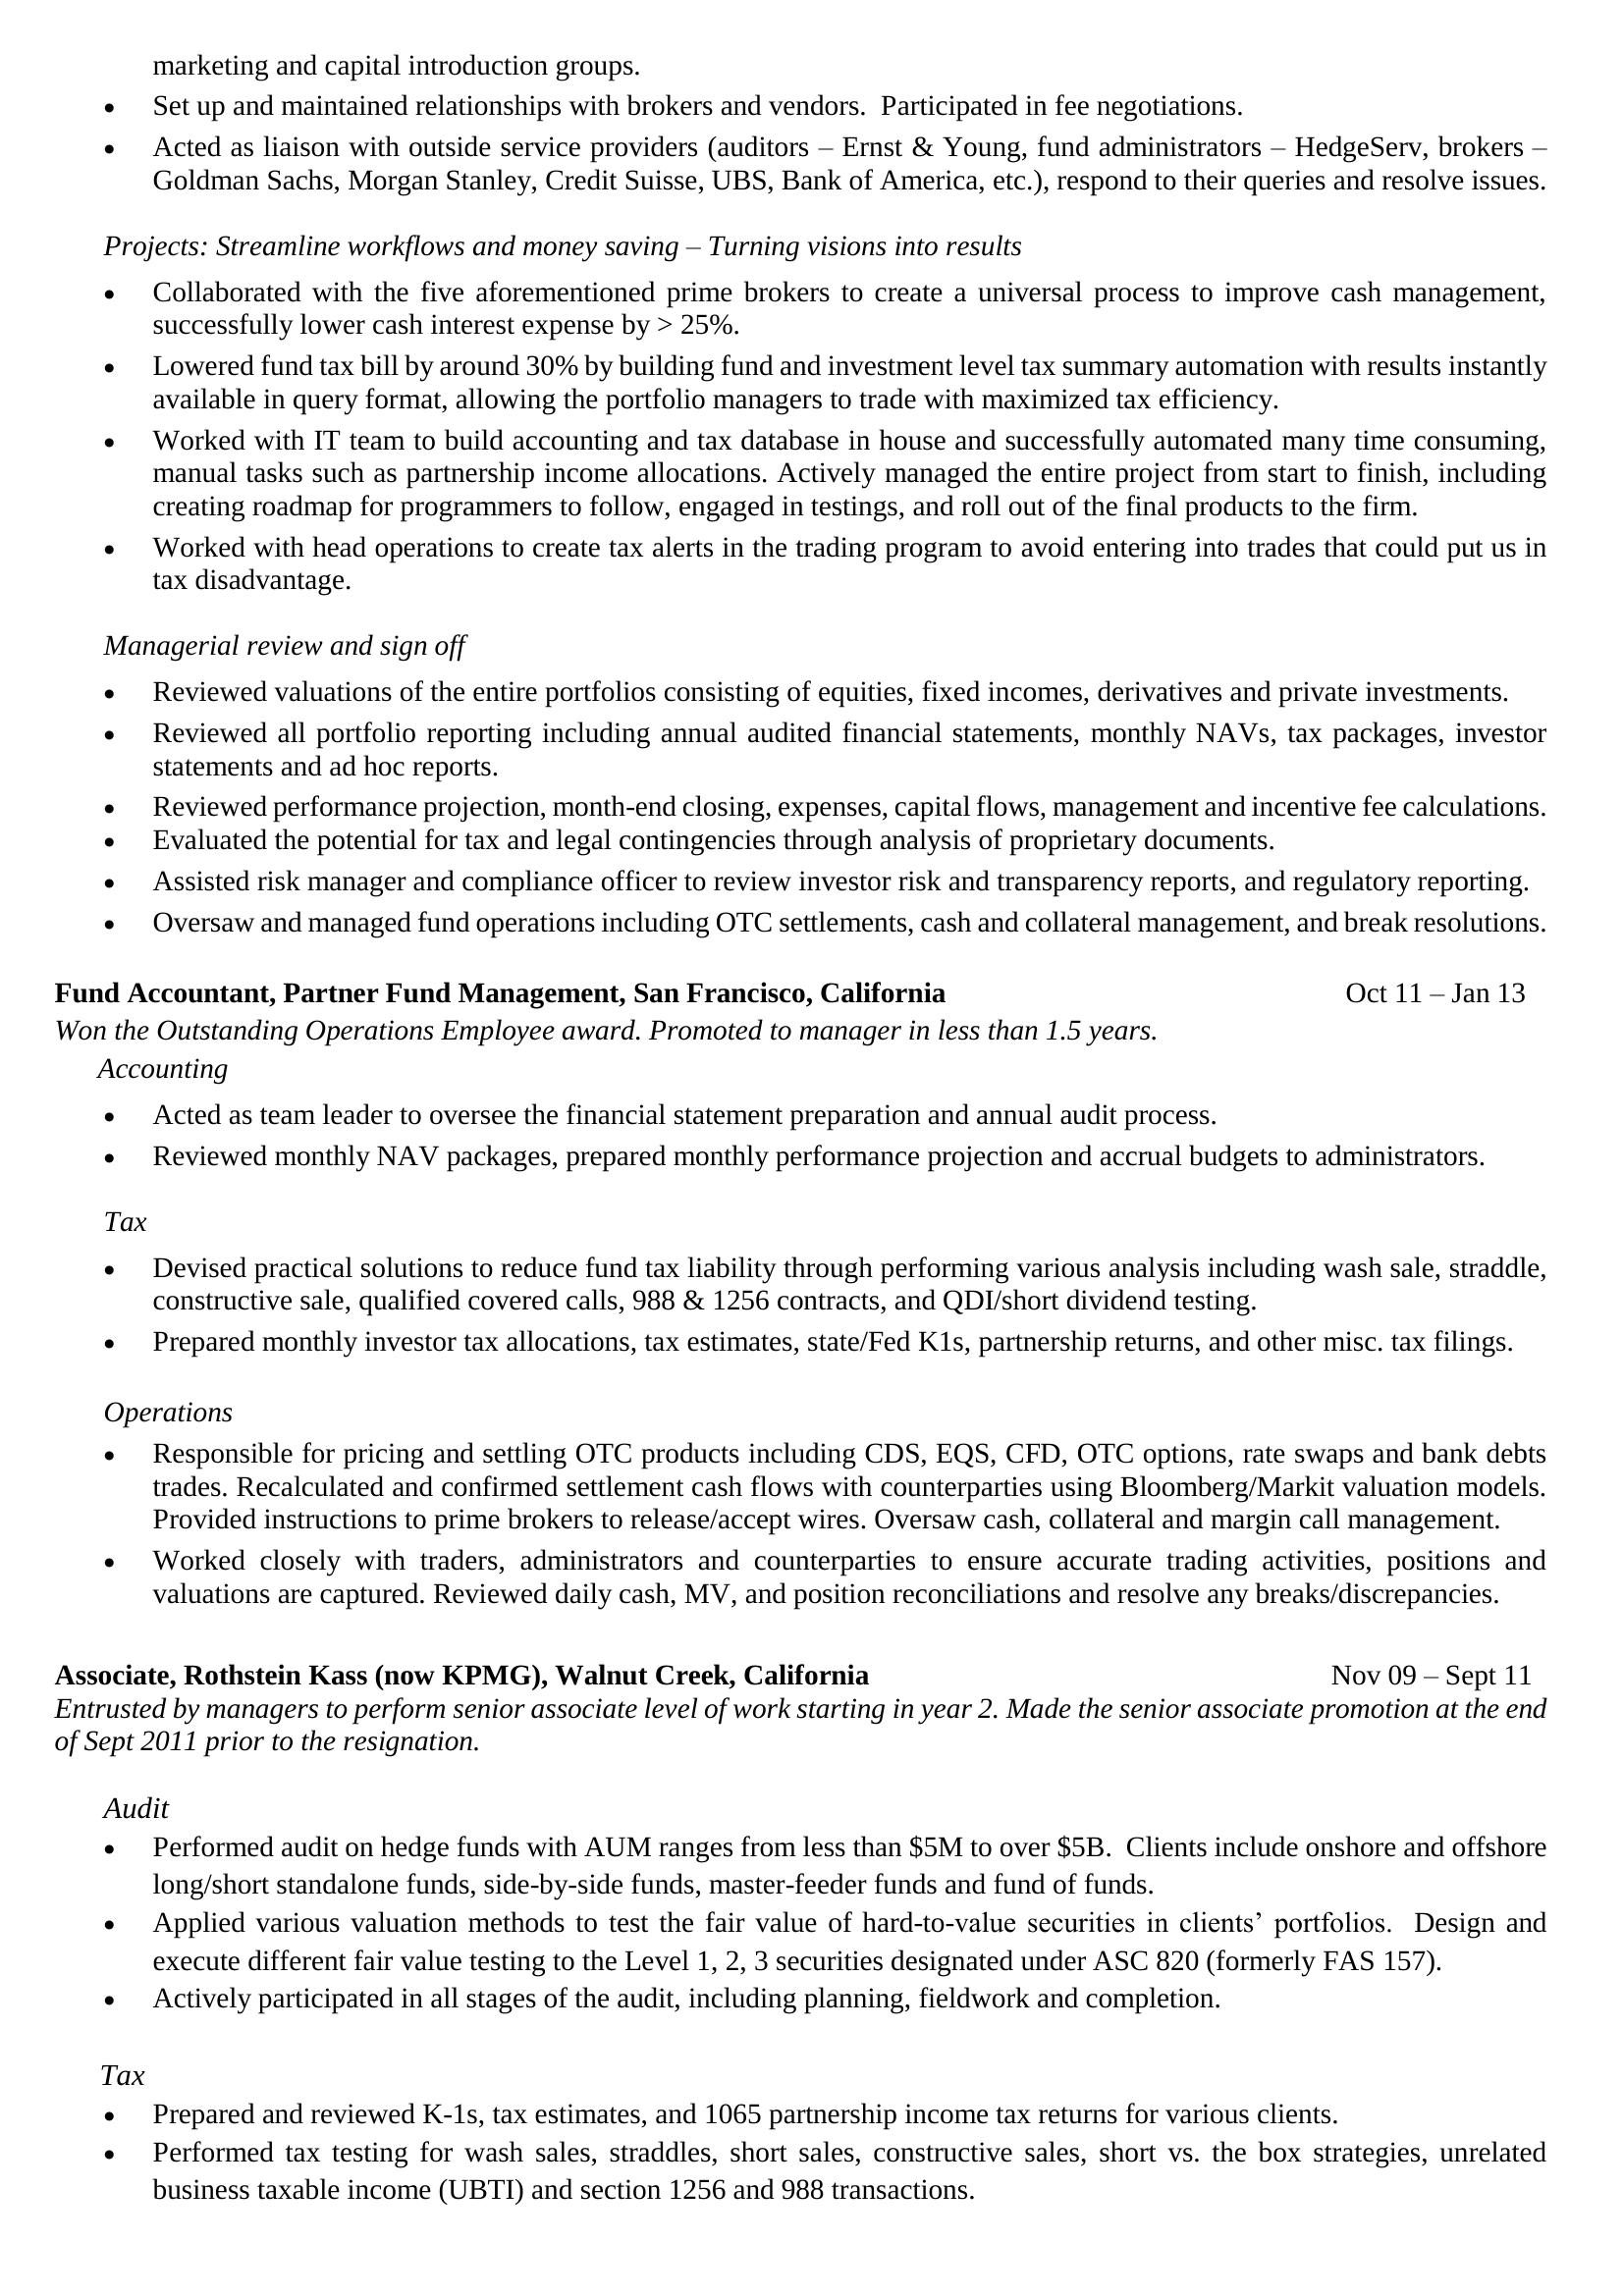 marketing and capital introduction groups.
• Set up and maintained relationships with brokers and vendors.  Participated in fee negotiations.
• Acted as liaison with outside service providers (auditors – Ernst & Young, fund administrators – HedgeServ, brokers –
Goldman Sachs, Morgan Stanley, Credit Suisse, UBS, Bank of America, etc.), respond to their queries and resolve issues.
Projects: Streamline workflows and money saving – Turning visions into results
• Collaborated with the five aforementioned prime brokers to create a universal process to improve cash management,
successfully lower cash interest expense by > 25%.
• Lowered fund tax bill by around 30% by building fund and investment level tax summary automation with results instantly
available in query format, allowing the portfolio managers to trade with maximized tax efficiency.
• Worked with IT team to build accounting and tax database in house and successfully automated many time consuming,
manual tasks such as partnership income allocations. Actively managed the entire project from start to finish, including
creating roadmap for programmers to follow, engaged in testings, and roll out of the final products to the firm.
• Worked with head operations to create tax alerts in the trading program to avoid entering into trades that could put us in
tax disadvantage.
Managerial review and sign off
• Reviewed valuations of the entire portfolios consisting of equities, fixed incomes, derivatives and private investments.
• Reviewed all portfolio reporting including annual audited financial statements, monthly NAVs, tax packages, investor
statements and ad hoc reports.
• Reviewed performance projection, month-end closing, expenses, capital flows, management and incentive fee calculations.
• Evaluated the potential for tax and legal contingencies through analysis of proprietary documents.
• Assisted risk manager and compliance officer to review investor risk and transparency reports, and regulatory reporting.
• Oversaw and managed fund operations including OTC settlements, cash and collateral management, and break resolutions.
Fund Accountant, Partner Fund Management, San Francisco, California Oct 11 – Jan 13
Won the Outstanding Operations Employee award. Promoted to manager in less than 1.5 years.
Accounting
• Acted as team leader to oversee the financial statement preparation and annual audit process.
• Reviewed monthly NAV packages, prepared monthly performance projection and accrual budgets to administrators.
Tax
• Devised practical solutions to reduce fund tax liability through performing various analysis including wash sale, straddle,
constructive sale, qualified covered calls, 988 & 1256 contracts, and QDI/short dividend testing.
• Prepared monthly investor tax allocations, tax estimates, state/Fed K1s, partnership returns, and other misc. tax filings.
Operations
• Responsible for pricing and settling OTC products including CDS, EQS, CFD, OTC options, rate swaps and bank debts
trades. Recalculated and confirmed settlement cash flows with counterparties using Bloomberg/Markit valuation models.
Provided instructions to prime brokers to release/accept wires. Oversaw cash, collateral and margin call management.
• Worked closely with traders, administrators and counterparties to ensure accurate trading activities, positions and
valuations are captured. Reviewed daily cash, MV, and position reconciliations and resolve any breaks/discrepancies.
Associate, Rothstein Kass (now KPMG), Walnut Creek, California Nov 09 – Sept 11
Entrusted by managers to perform senior associate level of work starting in year 2. Made the senior associate promotion at the end
of Sept 2011 prior to the resignation.
Audit
• Performed audit on hedge funds with AUM ranges from less than $5M to over $5B.  Clients include onshore and offshore
long/short standalone funds, side-by-side funds, master-feeder funds and fund of funds.
• Applied various valuation methods to test the fair value of hard-to-value securities in clients’ portfolios.  Design and
execute different fair value testing to the Level 1, 2, 3 securities designated under ASC 820 (formerly FAS 157).
• Actively participated in all stages of the audit, including planning, fieldwork and completion.
Tax
• Prepared and reviewed K-1s, tax estimates, and 1065 partnership income tax returns for various clients.
• Performed tax testing for wash sales, straddles, short sales, constructive sales, short vs. the box strategies, unrelated
business taxable income (UBTI) and section 1256 and 988 transactions.